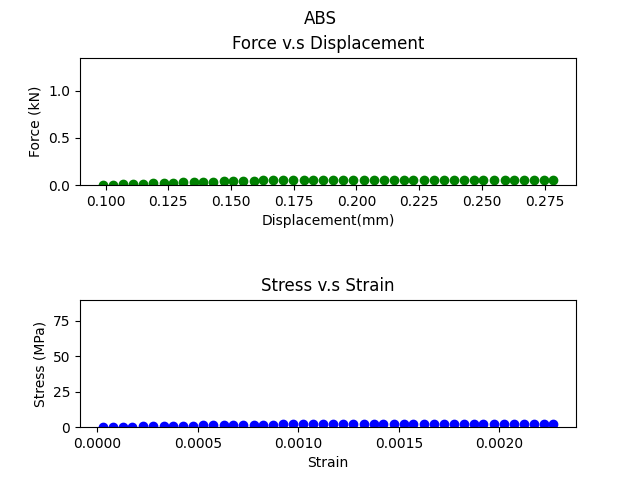 ABS
Force v.s Displacement
1.0
0.5
0.0
Force (kN)
0.100 0.125 0.150 0.175 0.200 0.225 0.250 0.275
Displacement(mm)
Stress v.s Strain
75
50
25
0
Stress (MPa)
0.0000 0.0005 0.0010 0.0015 0.0020
Strain